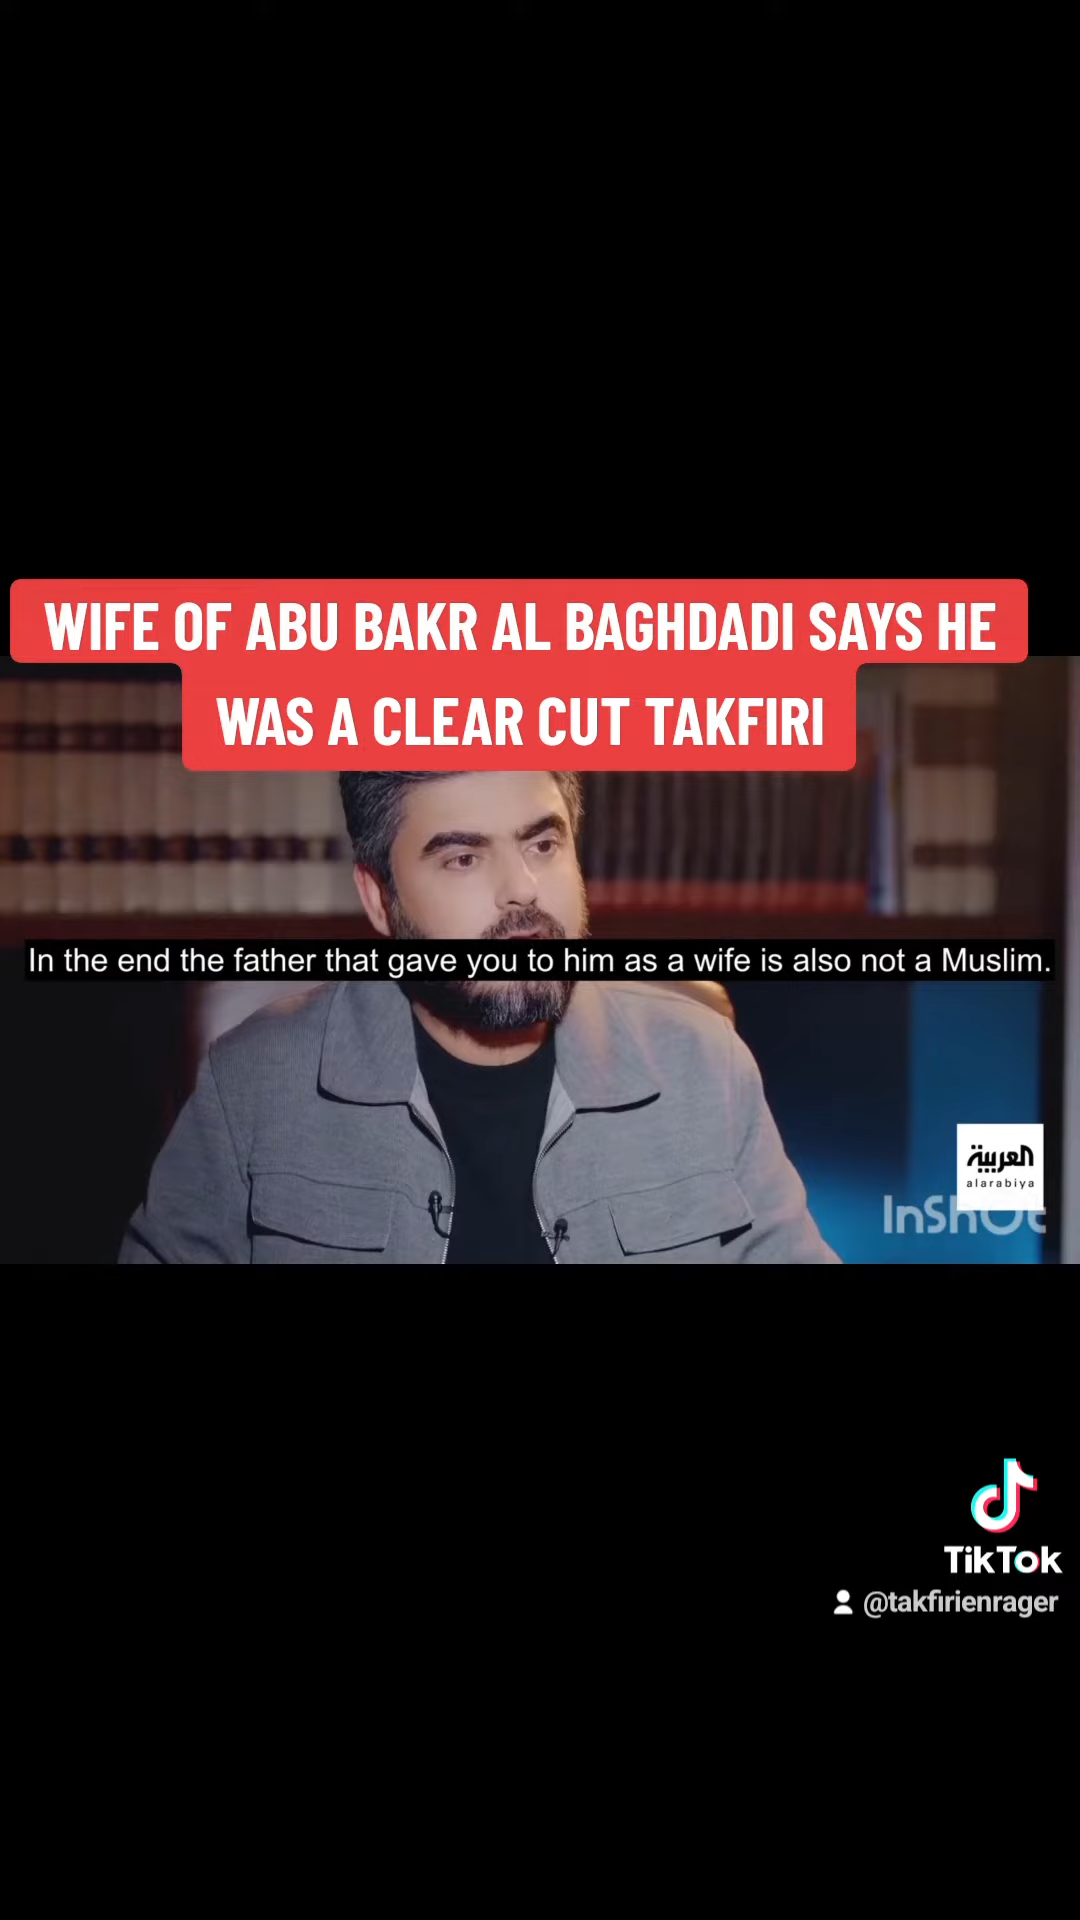 WIFE OF ABU BAKR AL BAGHDADI SAYS HE
WAS A CLEAR CUT TAKFIRI
In the end the father that gave you to him as a wife is also not a Muslim.
العربية
alarabiya
InShOt
TikTok
@takfirienrager